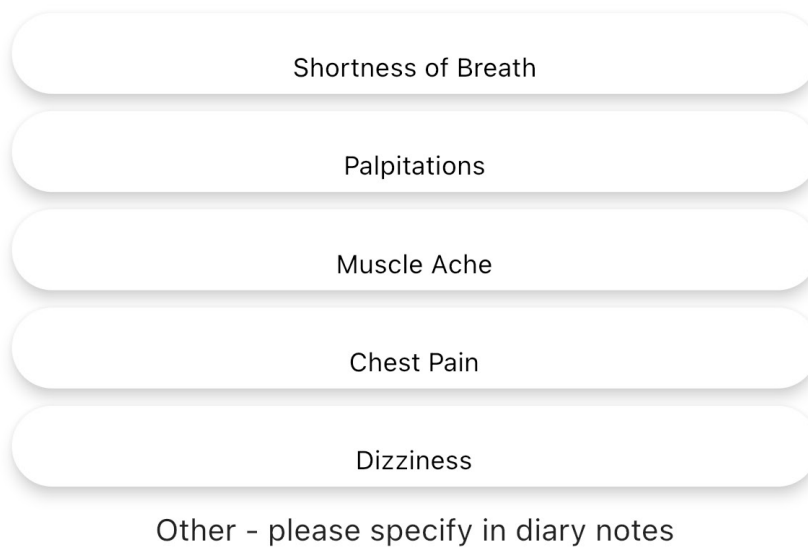 Shortness of Breath
Palpitations
Muscle Ache
Chest Pain
Dizziness
Other - please specify in diary notes